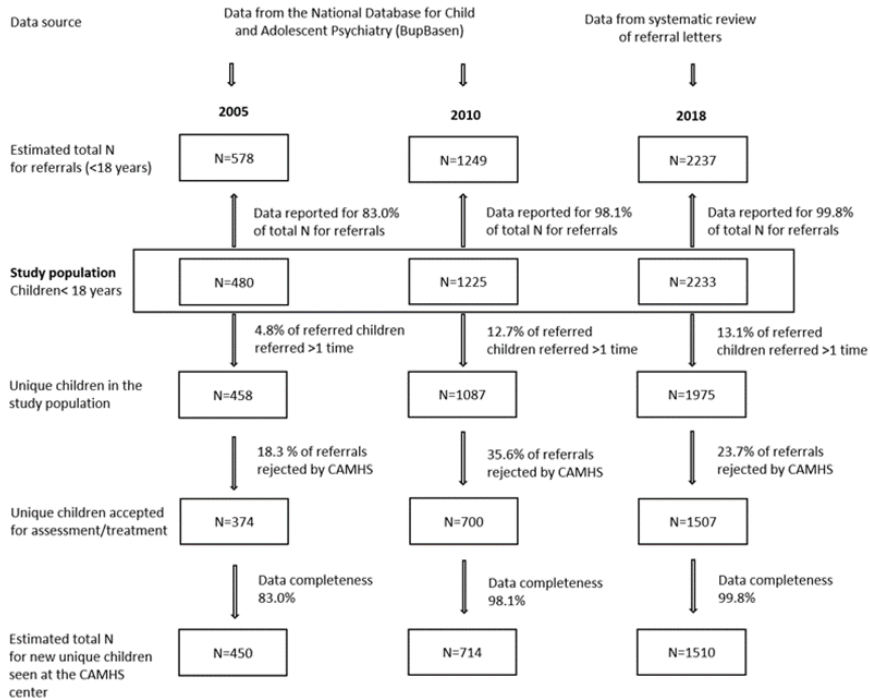 Data source
Data from the National Database for Child
and Adolescent Psychiatry (BupBasen)
Data from systematic review
of referral letters
2005
2010
2018
Estimated total N
for referrals (<18 years)
N=578
N=1249
N=2237
Data reported for 83.0%
of total N for referrals
Data reported for 98.1%
of total N for referrals
Data reported for 99.8%
of total N for referrals
Study population
Children< 18 years
N=480
N=1225
N=2233
4.8% of referred children
referred >1 time
12.7% of referred
children referred >1 time
13.1% of referred
children referred >1 time
Unique children in the
study population
N=458
N=1087
N=1975
18.3 % of referrals
rejected by CAMHS
35.6% of referrals
rejected by CAMHS
23.7% of referrals
rejected by CAMHS
Unique children accepted
for assessment/treatment
N=374
N=700
N=1507
Data completeness
83.0%
Data completeness
98.1%
Data completeness
99.8%
Estimated total N
for new unique children
seen at the CAMHS
center
N=450
N=714
N=1510